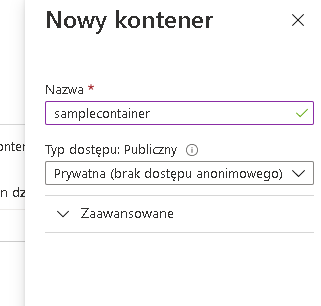 Nowy kontener
Nazwa *
samplecontainer
Typ dostępu: Publiczny
Prywatna (brak dostępu anonimowego)
Zaawansowane